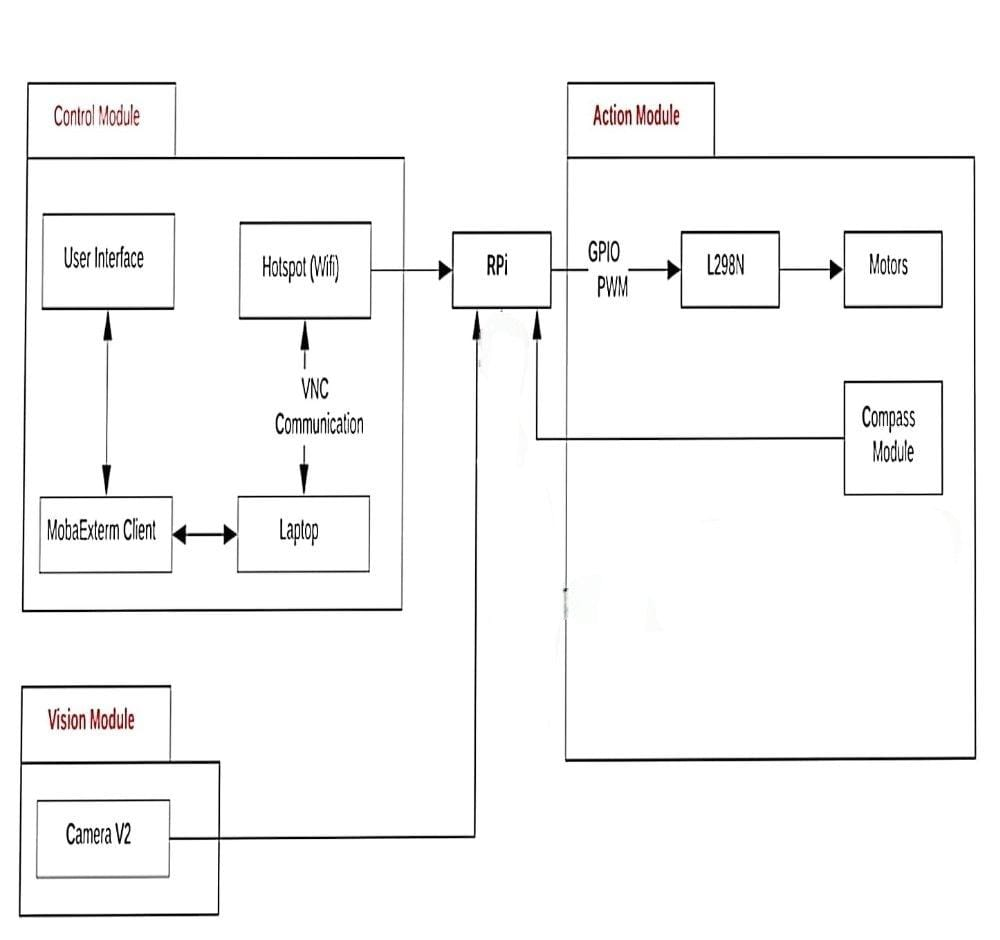 Control Module
Action Module
User Interface
Hotspot (Wifi)
RPi
GPIO
PWM
L298N
Motors
VNC
Communication
Compass
Module
MobaExterm Client
Laptop
Vision Module
Camera V2